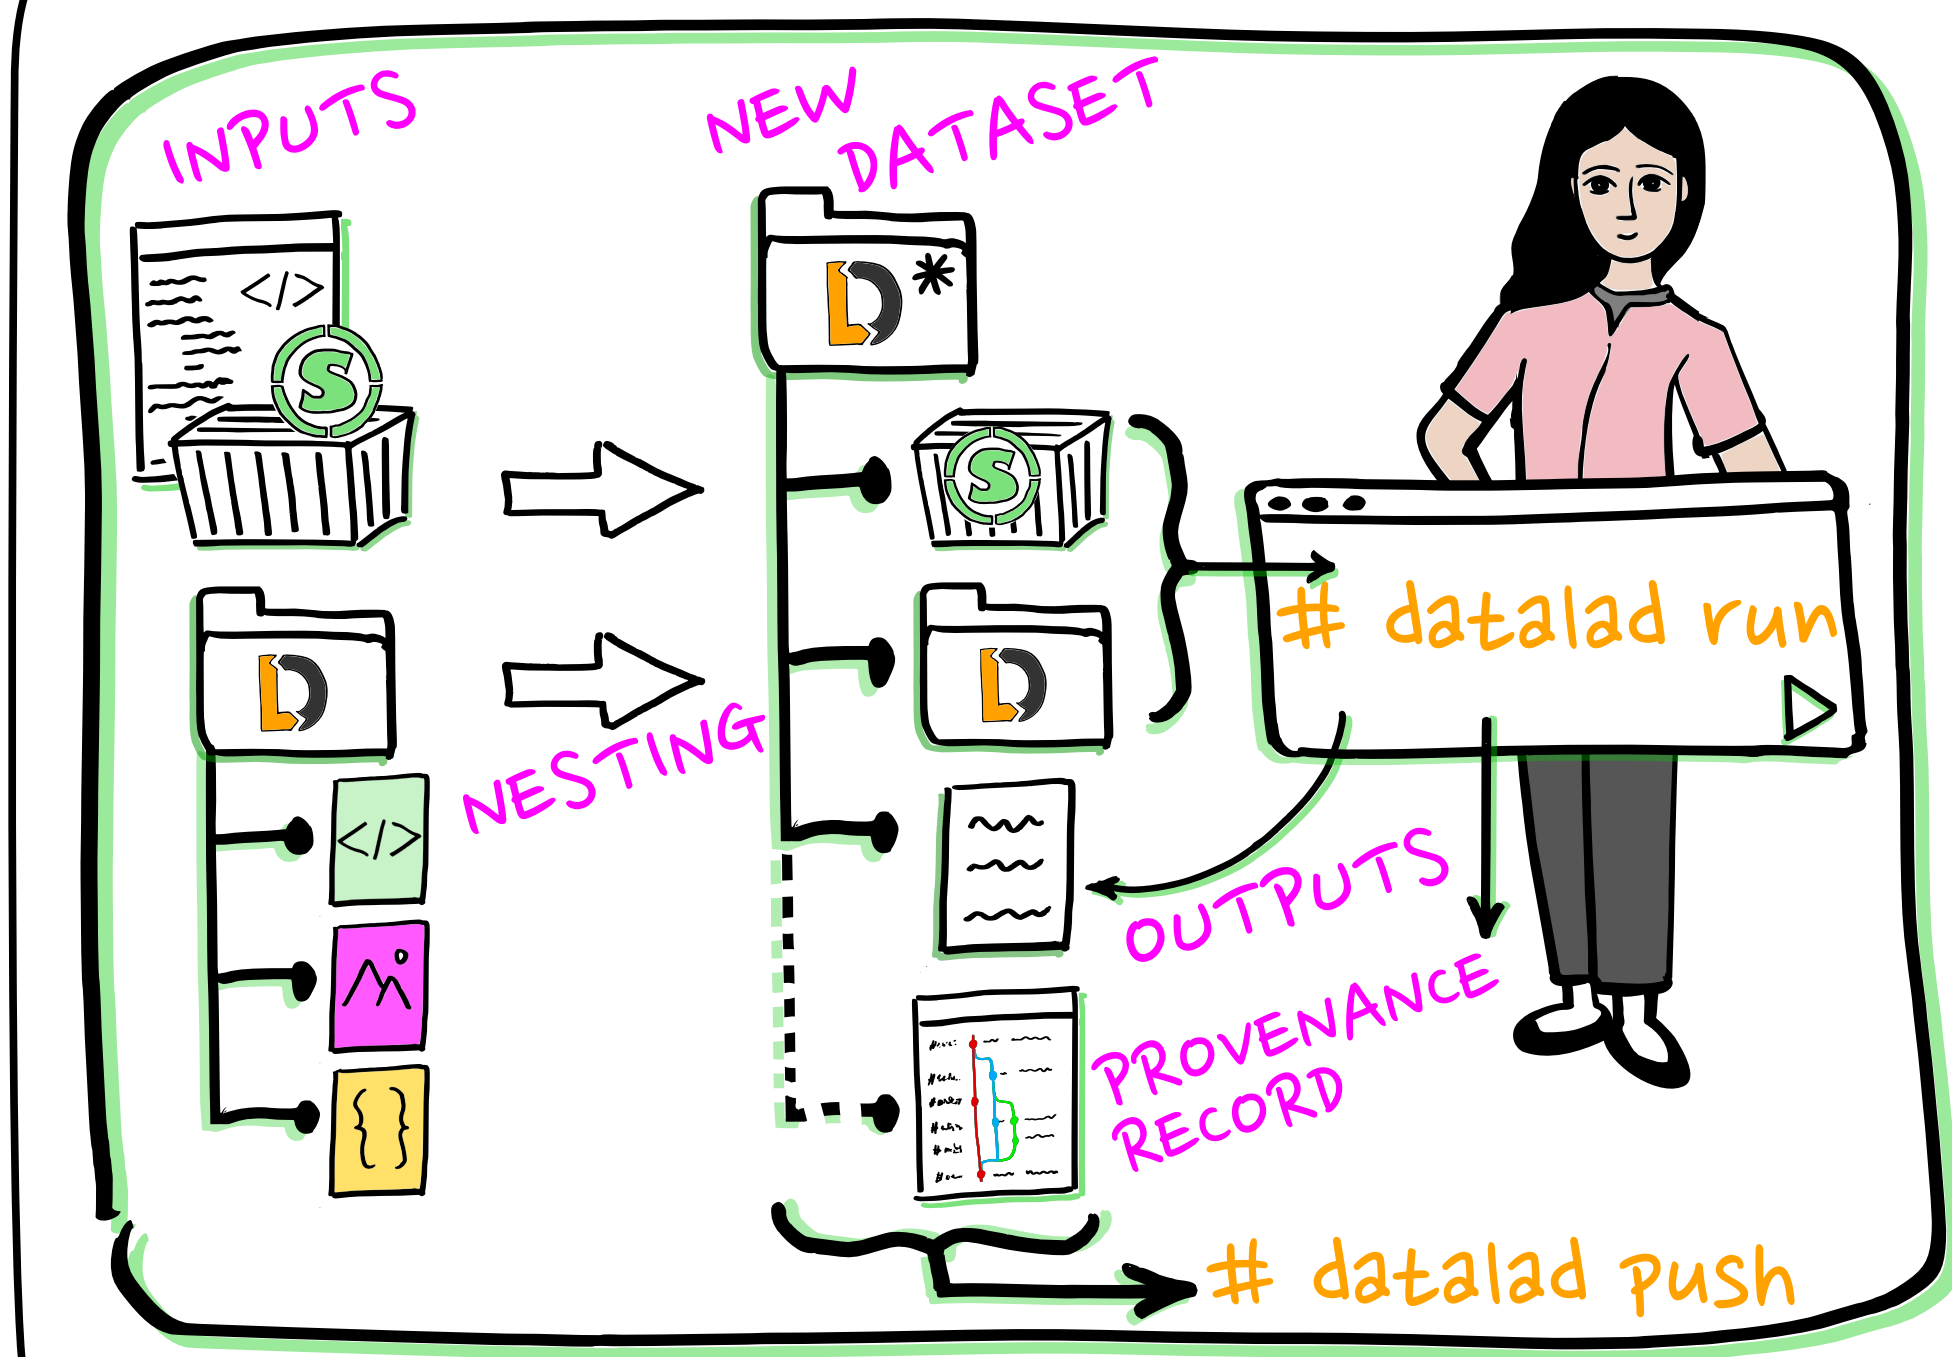 INPUTS
NEW
DATASET
</>
S
D
*
S
# datalad run
D
D
NESTING
</>
{ }
OUTPUTS
PROVENANCE
RECORD
# datalad push